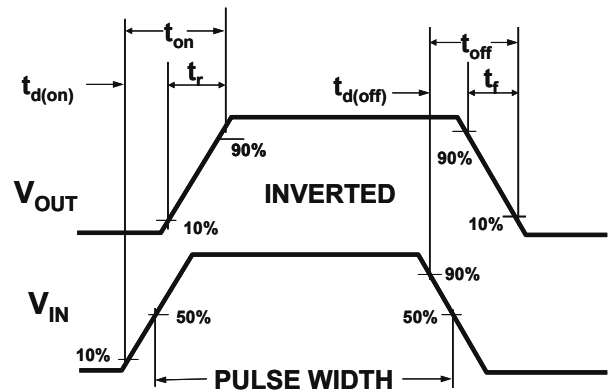 t_on
t_off
t_d(on)
t_r
t_d(off)
t_f
90%
90%
V_OUT
INVERTED
10%
10%
90%
V_IN
50%
50%
10%
PULSE WIDTH